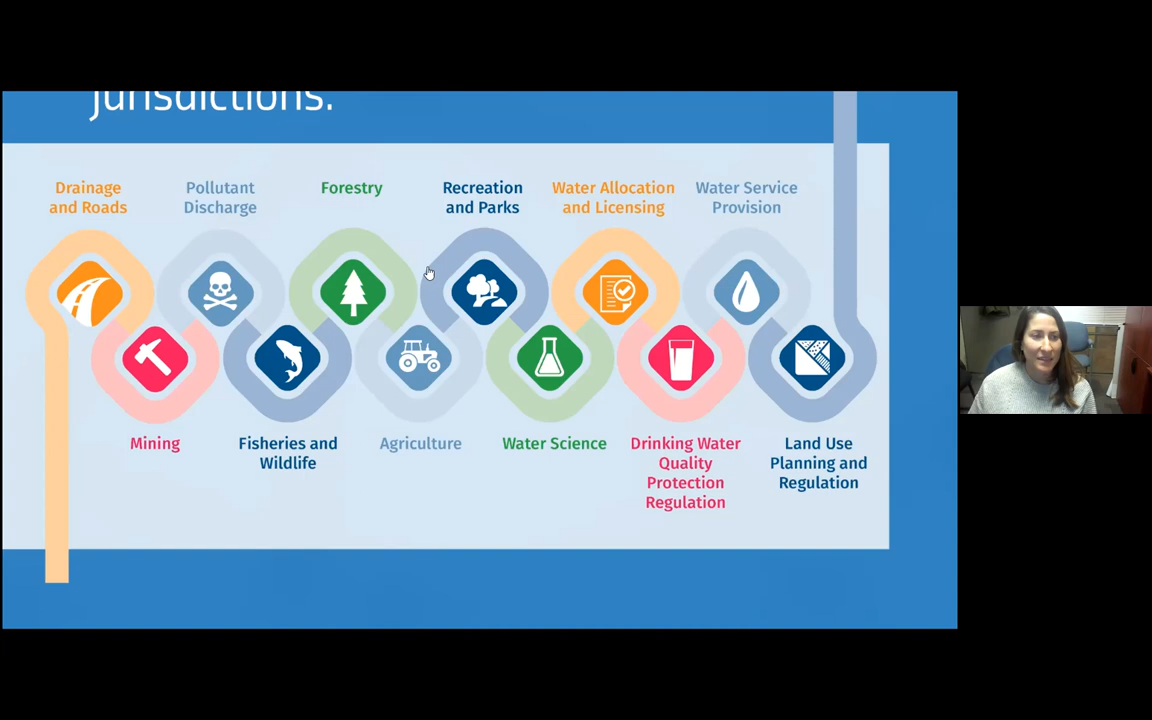 jurisdictions.
Drainage
and Roads
Pollutant
Discharge
Forestry
Recreation
and Parks
Water Allocation
and Licensing
Water Service
Provision
Mining
Fisheries and
Wildlife
Agriculture
Water Science
Drinking Water
Quality
Protection
Regulation
Land Use
Planning and
Regulation